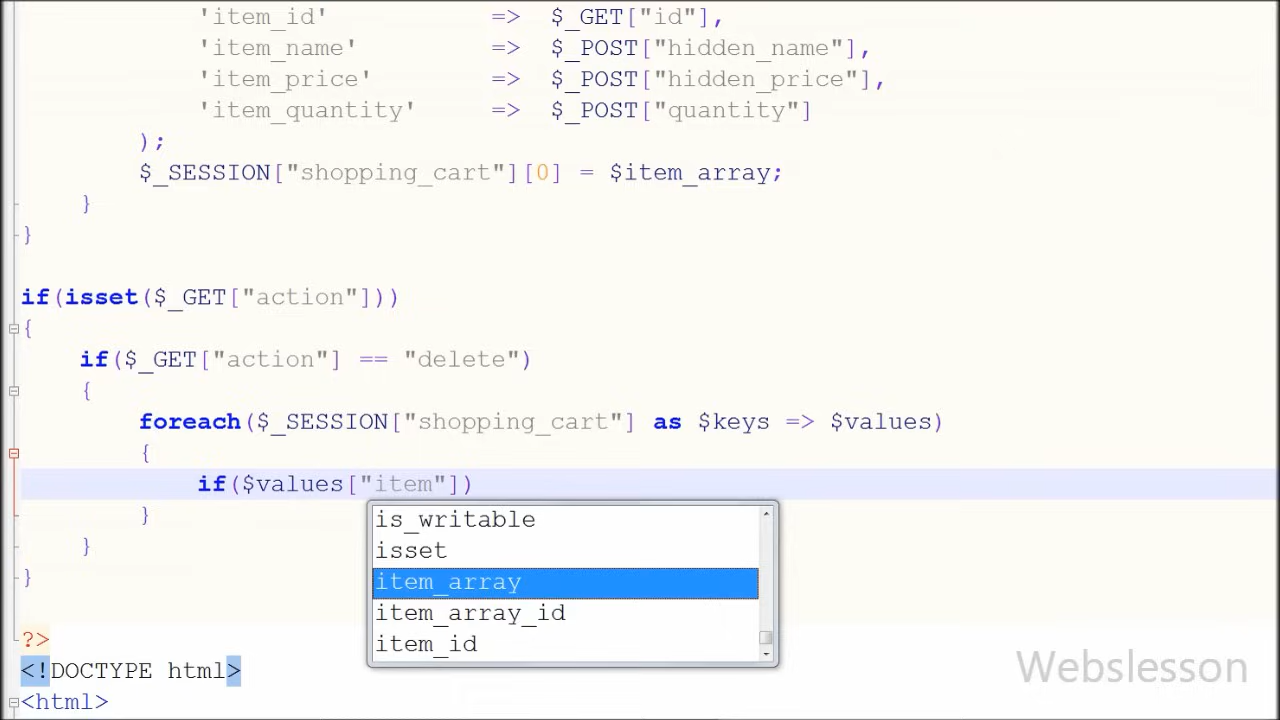 'item_id' => $_GET["id"],
'item_name' => $_POST["hidden_name"],
'item_price' => $_POST["hidden_price"],
'item_quantity' => $_POST["quantity"]
);
$_SESSION["shopping_cart"][0] = $item_array;
}
}
if(isset($_GET["action"]))
{
if($_GET["action"] == "delete")
{
foreach($_SESSION["shopping_cart"] as $keys => $values)
{
if($values["item"])
is_writable
}
isset
}
item_array
}
item_array_id
?>
item_id
<!DOCTYPE html>
Webslesson
<html>